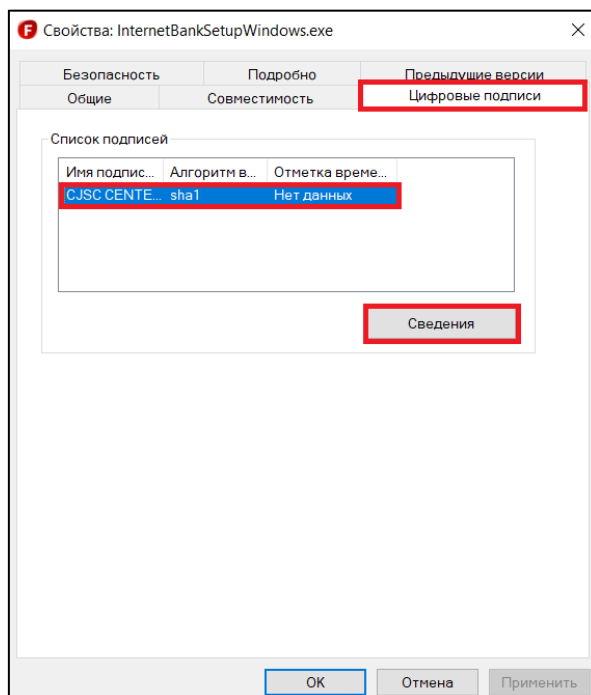 Свойства: InternetBankSetupWindows.exe
Безопасность Подробно Предыдущие версии
Общие Совместимость Цифровые подписи
Список подписей
Имя подпис... Алгоритм в... Отметка време...
CJSC CENTE... sha1 Нет данных
Сведения
OK Отмена Применить